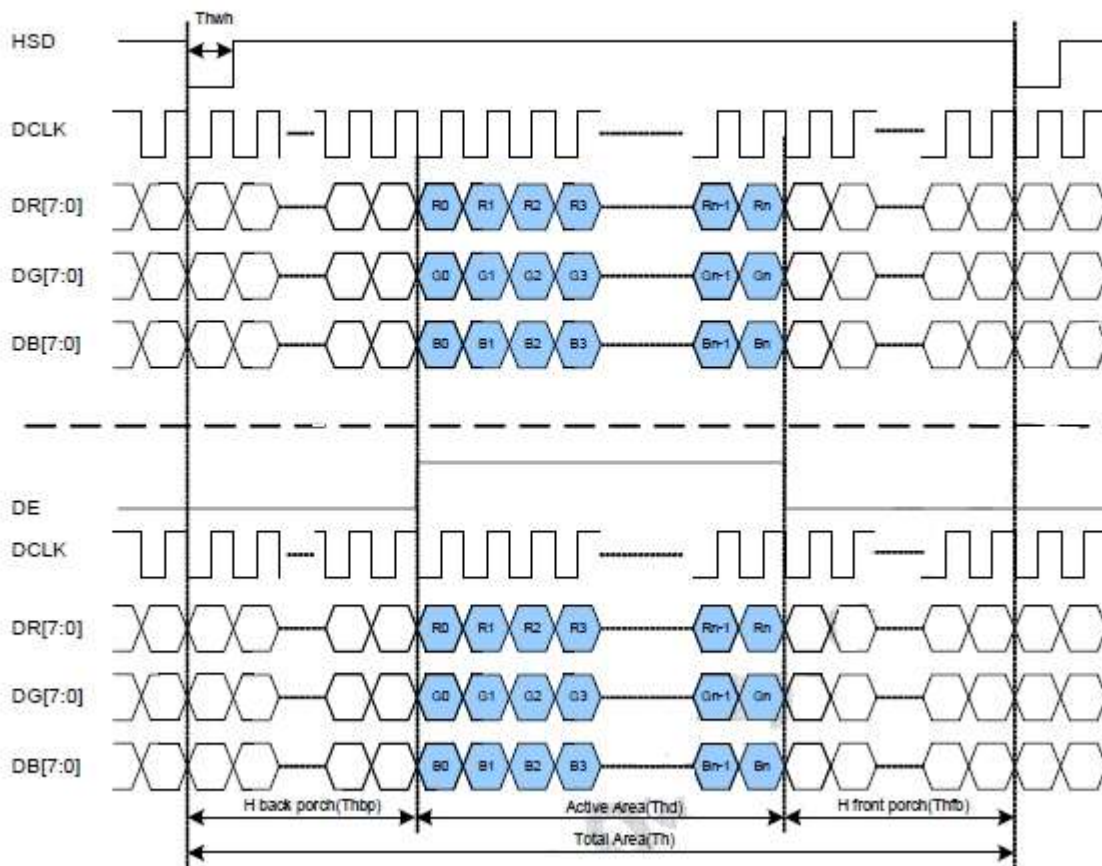 Thwh
HSD
DCLK
DR[7:0] R0 R1 R2 R3 Rn-1 Rn
DG[7:0] G0 G1 G2 G3 Gn-1 Gn
DB[7:0] B0 B1 B2 B3 Bn-1 Bn
DE
DCLK
DR[7:0] R0 R1 R2 R3 Rn-1 Rn
DG[7:0] G0 G1 G2 G3 Gn-1 Gn
DB[7:0] B0 B1 B2 B3 Bn-1 Bn
H back porch(Thbp) Active Area(Thd) H front porch(Thfb)
Total Area(Th)